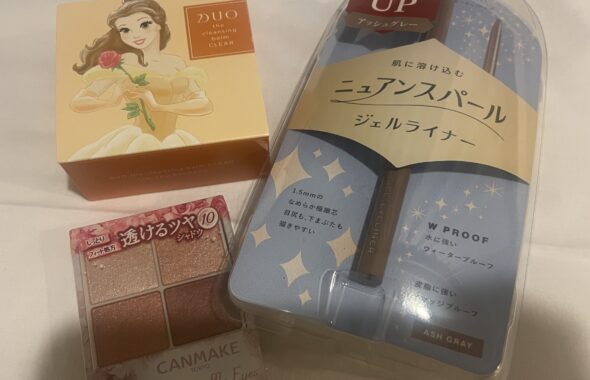 DUO
the
cleansing
balm
CLEAR
UP
アッシュグレー
肌に溶け込む
ニュアンスパール
ジェルライナー
1.5mmの
なめらか極細芯
目尻も、下まぶたも
描きやすい
W PROOF
水に強い
ウォータープルーフ
皮脂に強い
スマッジプルーフ
ASH GRAY
しっとり
透けるツヤ
シャドウ
10
CANMAKE
TOKYO
Eyes